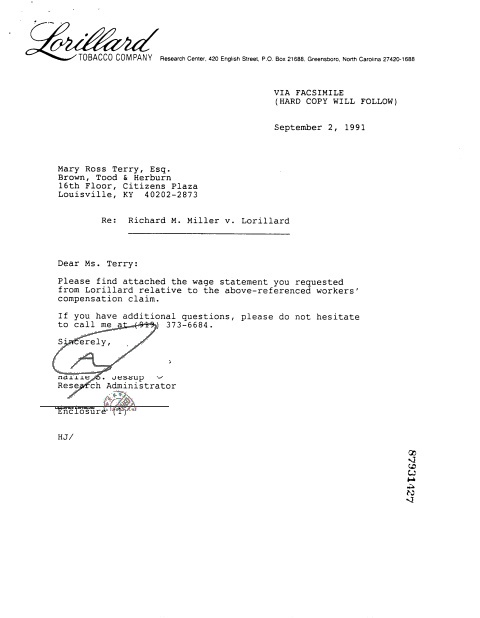 Lorillard
TOBACCO COMPANY Research Center, 420 English Street, P.O. Box 21688, Greensboro, North Carolina 27420-1688
VIA FACSIMILE
(HARD COPY WILL FOLLOW)
September 2, 1991
Mary Ross Terry, Esq.
Brown, Tood & Herburn
16th Floor, Citizens Plaza
Louisville, KY 40202-2873
Re: Richard M. Miller v. Lorillard
Dear Ms. Terry:
Please find attached the wage statement you requested
from Lorillard relative to the above-referenced workers'
compensation claim.
If you have additional questions, please do not hesitate
to call me at (919) 373-6684.
Sincerely,
Hallie S. Jessup
Research Administrator
Enclosure (1)
HJ/
87931427